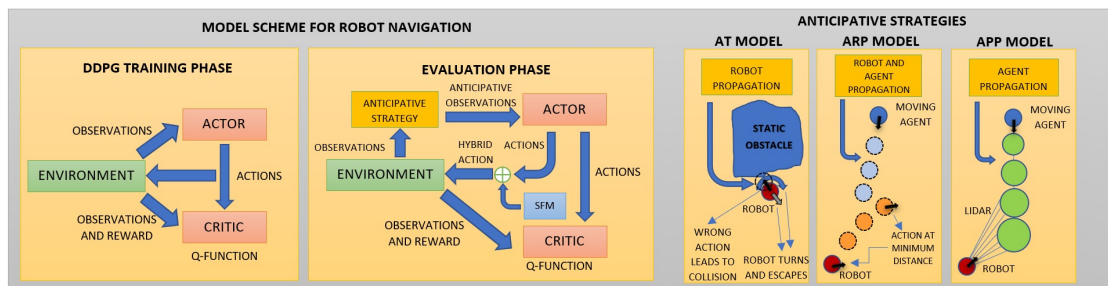 MODEL SCHEME FOR ROBOT NAVIGATION
DDPG TRAINING PHASE
OBSERVATIONS
ACTOR
ENVIRONMENT
ACTIONS
OBSERVATIONS
AND REWARD
CRITIC
Q-FUNCTION
EVALUATION PHASE
ANTICIPATIVE
STRATEGY
ANTICIPATIVE
OBSERVATIONS
ACTOR
OBSERVATIONS
HYBRID
ACTION
ACTIONS
ENVIRONMENT
ACTIONS
SFM
OBSERVATIONS
AND REWARD
CRITIC
Q-FUNCTION
ANTICIPATIVE STRATEGIES
AT MODEL
ROBOT
PROPAGATION
STATIC
OBSTACLE
ROBOT
WRONG
ACTION
LEADS TO
COLLISION
ROBOT TURNS
AND ESCAPES
ARP MODEL
ROBOT AND
AGENT
PROPAGATION
MOVING
AGENT
ACTION AT
MINIMUM
DISTANCE
ROBOT
APP MODEL
AGENT
PROPAGATION
MOVING
AGENT
LIDAR
ROBOT